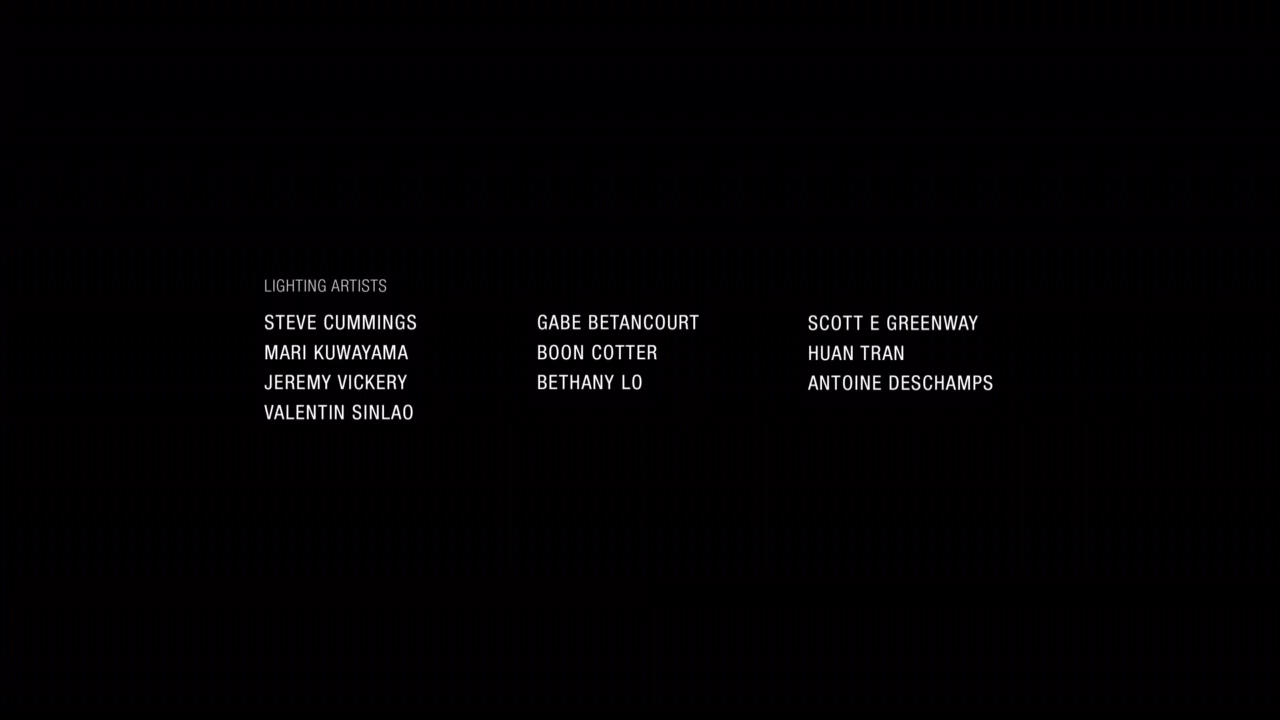 LIGHTING ARTISTS
STEVE CUMMINGS
MARI KUWAYAMA
JEREMY VICKERY
VALENTIN SINLAO
GABE BETANCOURT
BOON COTTER
BETHANY LO
SCOTT E GREENWAY
HUAN TRAN
ANTOINE DESCHAMPS